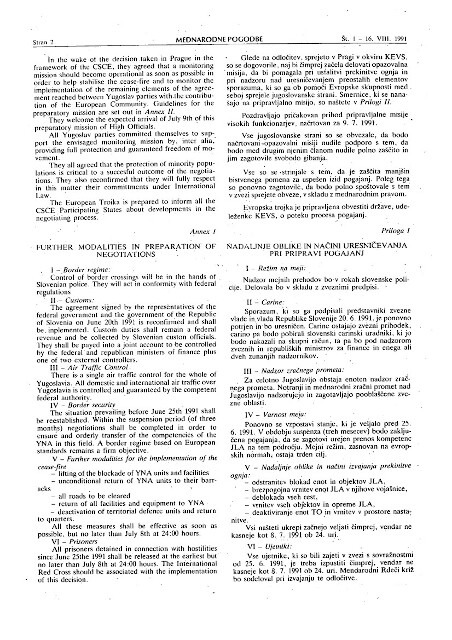 Stran 2
MEDNARODNE POGODBE
Št. 1 – 16. VIII. 1991
In the wake of the decision taken in Prague in the
framework of the CSCE, they agreed that a monitoring
mission should become operational as soon as possible in
order to help stabilise the cease-fire and to monitor the
implementation of the remaining elements of the agree-
ment reached between Yugoslav parties with the contribu-
tion of the European Community. Guidelines for the
preparatory mission are set out in Annex II.
They welcome the expected arrival of July 9th of this
preparatory mission of High Officials.
All Yugoslav parties committed themselves to sup-
port the envisaged monitoring mission by, inter alia,
providing full protection and guaranteed freedom of mo-
vement.
They all agreed that the protection of minority popu-
lations is critical to a successful outcome of the negotia-
tions. They also reconfirmed that they will fully respect
in this matter their commitments under International
Law.
The European Troika is prepared to inform all the
CSCE Participating States about developments in the
negotiating process.
Annex I
FURTHER MODALITIES IN PREPARATION OF
NEGOTIATIONS
I – Border regime:
Control of border crossings will be in the hands of
Slovenian police. They will act in conformity with federal
regulations.
II – Customs:
The agreement signed by the representatives of the
federal government and the government of the Republic
of Slovenia on June 20th 1991 is reconfirmed and shall
be implemented. Custom duties shall remain a federal
revenue and be collected by Slovenian custom officials.
They shall be payed into a joint account to be controlled
by the federal and republican ministers of finance plus
one of two external controllers.
III – Air Traffic Control
There is a single air traffic control for the whole of
Yugoslavia. All domestic and international air traffic over
Yugoslavia is controlled and guaranteed by the competent
federal authority.
IV – Border security
The situation prevailing before June 25th 1991 shall
be reestablished. Within the suspension period (of three
months) negotiations shall be completed in order to
ensure and orderly transfer of the competencies of the
YNA in this field. A border regime based on European
standards remains a firm objective.
V – Further modalities for the implementation of the
cease-fire
– lifting of the blockade of YNA units and facilities
– unconditional return of YNA units to their barr-
acks
– all roads to be cleared
– return of all facilities and equipment to YNA
– deactivation of territorial defence units and return
to quarters.
All these measures shall be effective as soon as
possible, but no later than July 8th at 24:00 hours.
VI – Prisoners
All prisoners detained in connection with hostilities
since June 25the 1991 shall be released at the earliest but
no later than July 8th at 24:00 hours. The International
Red Cross should be associated with the implementation
of this decision.
Glede na odločitev, sprejeto v Pragi v okviru KEVS,
so se dogovorile, naj bi čimprej začela delovati opazovalna
misija, da bi pomagala pri ustalitvi prekinitve ognja in
pri nadzoru nad uresničevanjem preostalih elementov
sporazuma, ki so ga ob pomoči Evropske skupnosti med
seboj sprejele jugoslovanske strani. Smernice, ki se nana-
šajo na pripravljalno misijo, so naštete v Prilogi II.
Pozdravljajo pričakovan prihod pripravljalne misije
visokih funkcionarjev, načrtovan na 9. 7. 1991.
Vse jugoslovanske strani so se obvezale, da bodo
načrtovani opazovalni misiji nudile podporo s tem, da
bodo med drugim njenim članom nudile polno zaščito in
jim zagotovile svobodo gibanja.
Vse so se strinjale s tem, da je zaščita manjšin
bistvenega pomena za uspešen izid pogajanj. Poleg tega
so ponovno zagotovile, da bodo polno spoštovale s tem
v zvezi sprejete obveze, v skladu z mednarodnim pravom.
Evropska trojka je pripravljena obvestiti države, ude-
leženke KEVS, o poteku procesa pogajanj.
Priloga I
NADALJNJE OBLIKE IN NAČINI URESNIČEVANJA
PRI PRIPRAVI POGAJANJ
I – Režim na meji:
Nadzor mejnih prehodov bo v rokah slovenske poli-
cije. Delovala bo v skladu z zveznimi predpisi.
II – Carine:
Sporazum, ki so ga podpisali predstavniki zvezne
vlade in vlada Republike Slovenije 20. 6. 1991, je ponovno
potrjen in bo uresničen. Carine ostajajo zvezni prihodek,
carino pa bodo pobirali slovenski carinski uradniki, ki jo
bodo nakazali na skupni račun, ta pa bo pod nadzorom
zveznih in republiških ministrov za finance in enega ali
dveh zunanjih nadzornikov.
III – Nadzor zračnega prometa:
Za celotno Jugoslavijo obstaja enoten nadzor zrač-
nega prometa. Notranji in mednarodni zračni promet nad
Jugoslavijo nadzorujejo in zagotavljajo pooblaščene zve-
zne oblasti.
IV – Varnost meja:
Ponovno se vzpostavi stanje, ki je veljalo pred 25.
6. 1991. V obdobju suspenza (treh mesecev) bodo zaklju-
čena pogajanja, da se zagotovi urejen prenos kompetenc
JLA na tem področju. Mejni režim, zasnovan na evrop-
skih normah, ostaja trden cilj.
V – Nadaljnje oblike in načini izvajanja prekinitve
ognja:
– odstranitev blokad enot in objektov JLA,
– brezpogojna vrnitev enot JLA v njihove vojašnice,
– deblokada vseh cest,
– vrnitev vseh objektov in opreme JLA,
– deaktiviranje enot TO in vrnitev v prostore nasta-
nitve.
Vsi našteti ukrepi začnejo veljati čimprej, vendar ne
kasneje kot 8. 7. 1991 ob 24. uri.
VI – Ujetniki:
Vse ujetnike, ki so bili zajeti v zvezi s sovražnostmi
od 25. 6. 1991, je treba izpustiti čimprej, vendar ne
kasneje kot 8. 7. 1991 ob 24. uri. Mednarodni Rdeči križ
bo sodeloval pri izvajanju te odločitve.